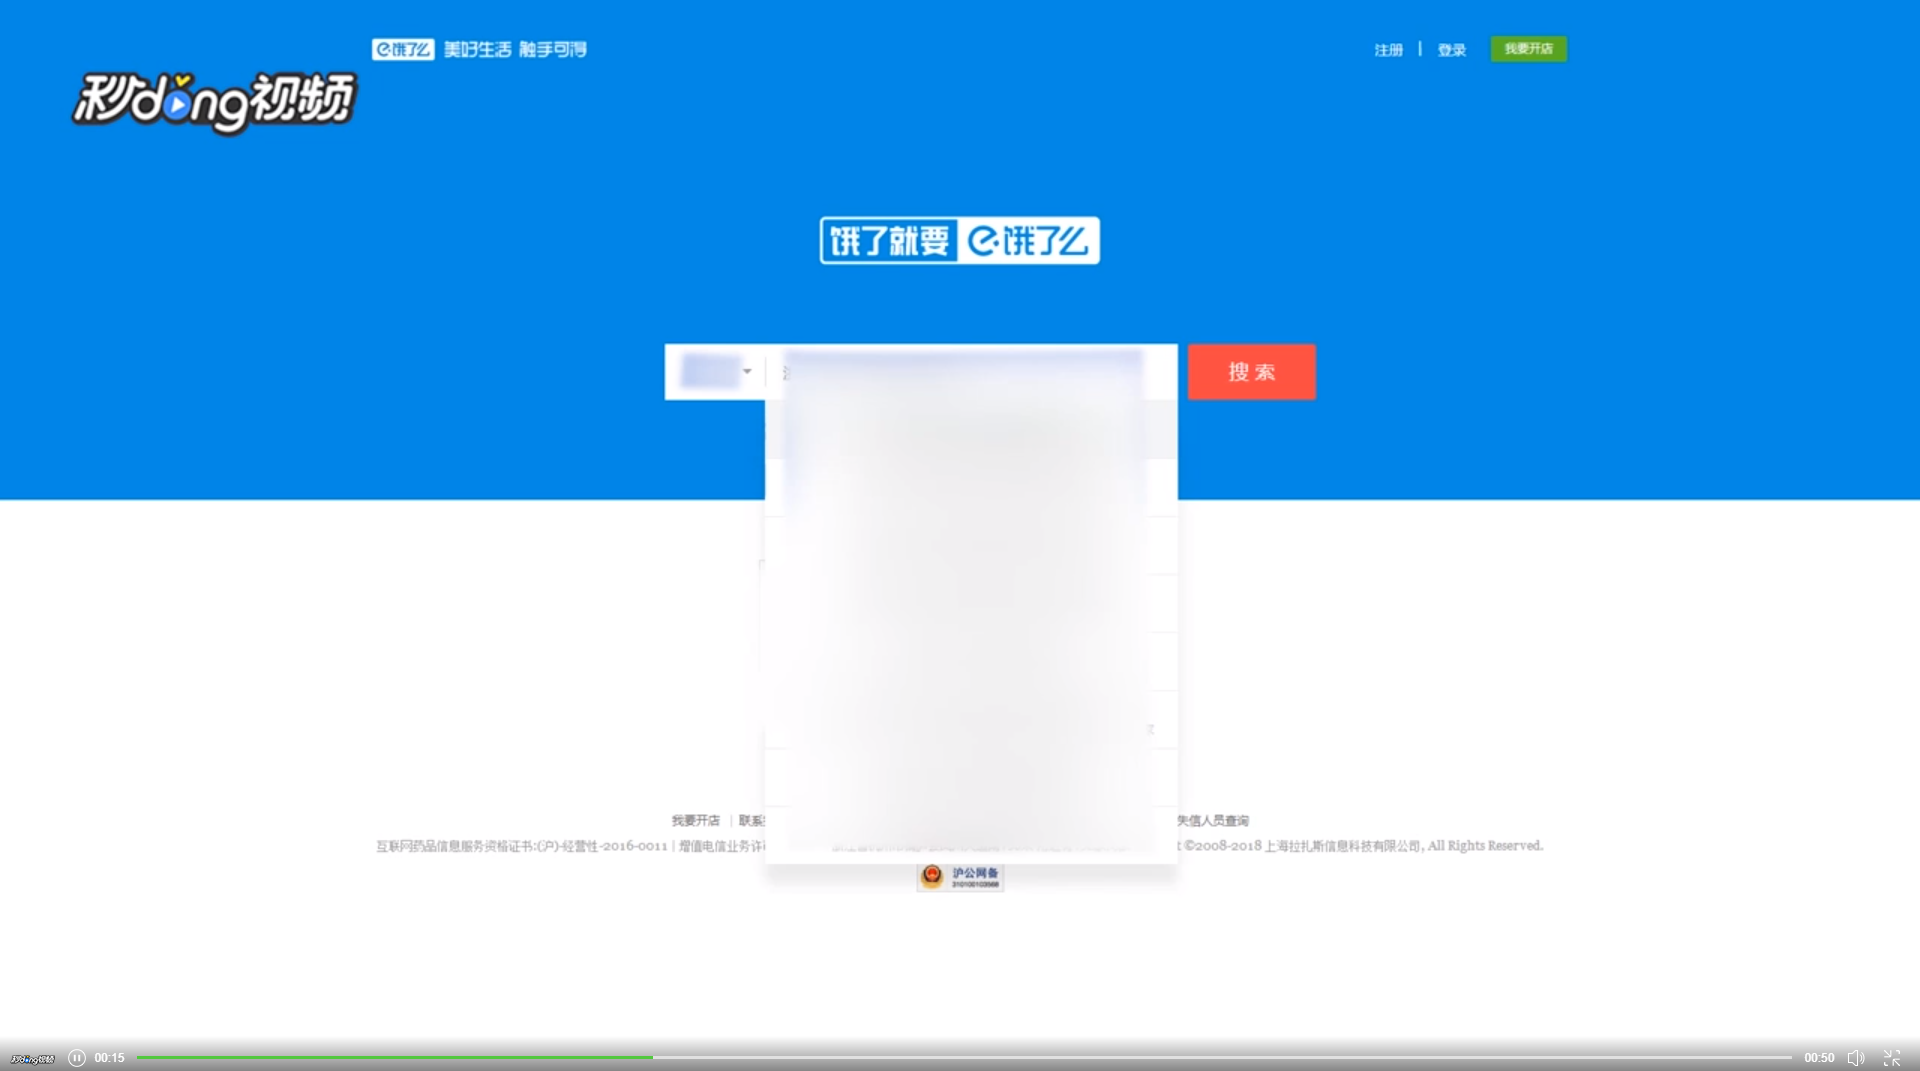 饿了么 美好生活 触手可得
注册 | 登录 我要开店
秒dong视频
饿了就要 饿了么
搜索
我要开店 | 联系
失信人员查询
互联网药品信息服务资格证书:(沪)-经营性-2016-0011 | 增值电信业务许
©2008-2018 上海拉扎斯信息科技有限公司, All Rights Reserved.
沪公网备
310100103568
秒dong视频 00:15 00:50